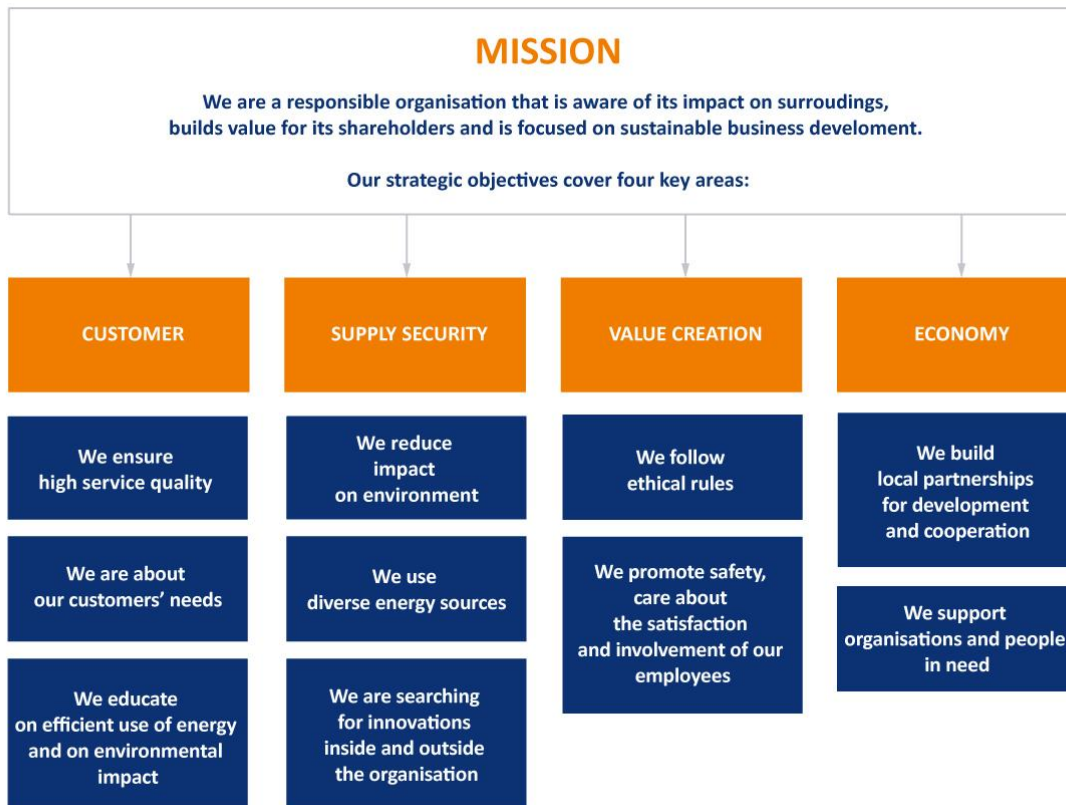 MISSION
We are a responsible organisation that is aware of its impact on surroudings,
builds value for its shareholders and is focused on sustainable business develoment.
Our strategic objectives cover four key areas:
CUSTOMER
We ensure
high service quality
We are about
our customers’ needs
We educate
on efficient use of energy
and on environmental
impact
SUPPLY SECURITY
We reduce
impact
on environment
We use
diverse energy sources
We are searching
for innovations
inside and outside
the organisation
VALUE CREATION
We follow
ethical rules
We promote safety,
care about
the satisfaction
and involvement of our
employees
ECONOMY
We build
local partnerships
for development
and cooperation
We support
organisations and people
in need